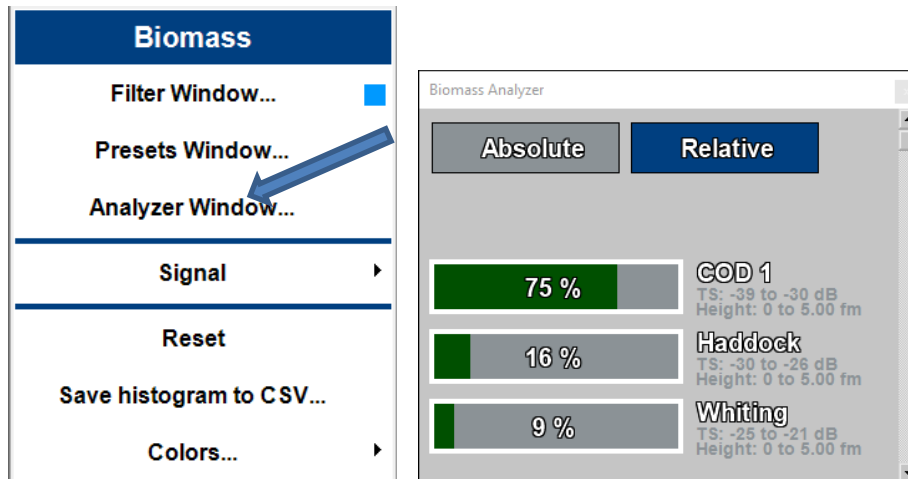 Biomass
Filter Window...
Presets Window...
Analyzer Window...
Signal
Reset
Save histogram to CSV...
Colors...
Biomass Analyzer
Absolute
Relative
75 %
COD 1
TS: -39 to -30 dB
Height: 0 to 5.00 fm
16 %
Haddock
TS: -30 to -26 dB
Height: 0 to 5.00 fm
9 %
Whiting
TS: -25 to -21 dB
Height: 0 to 5.00 fm